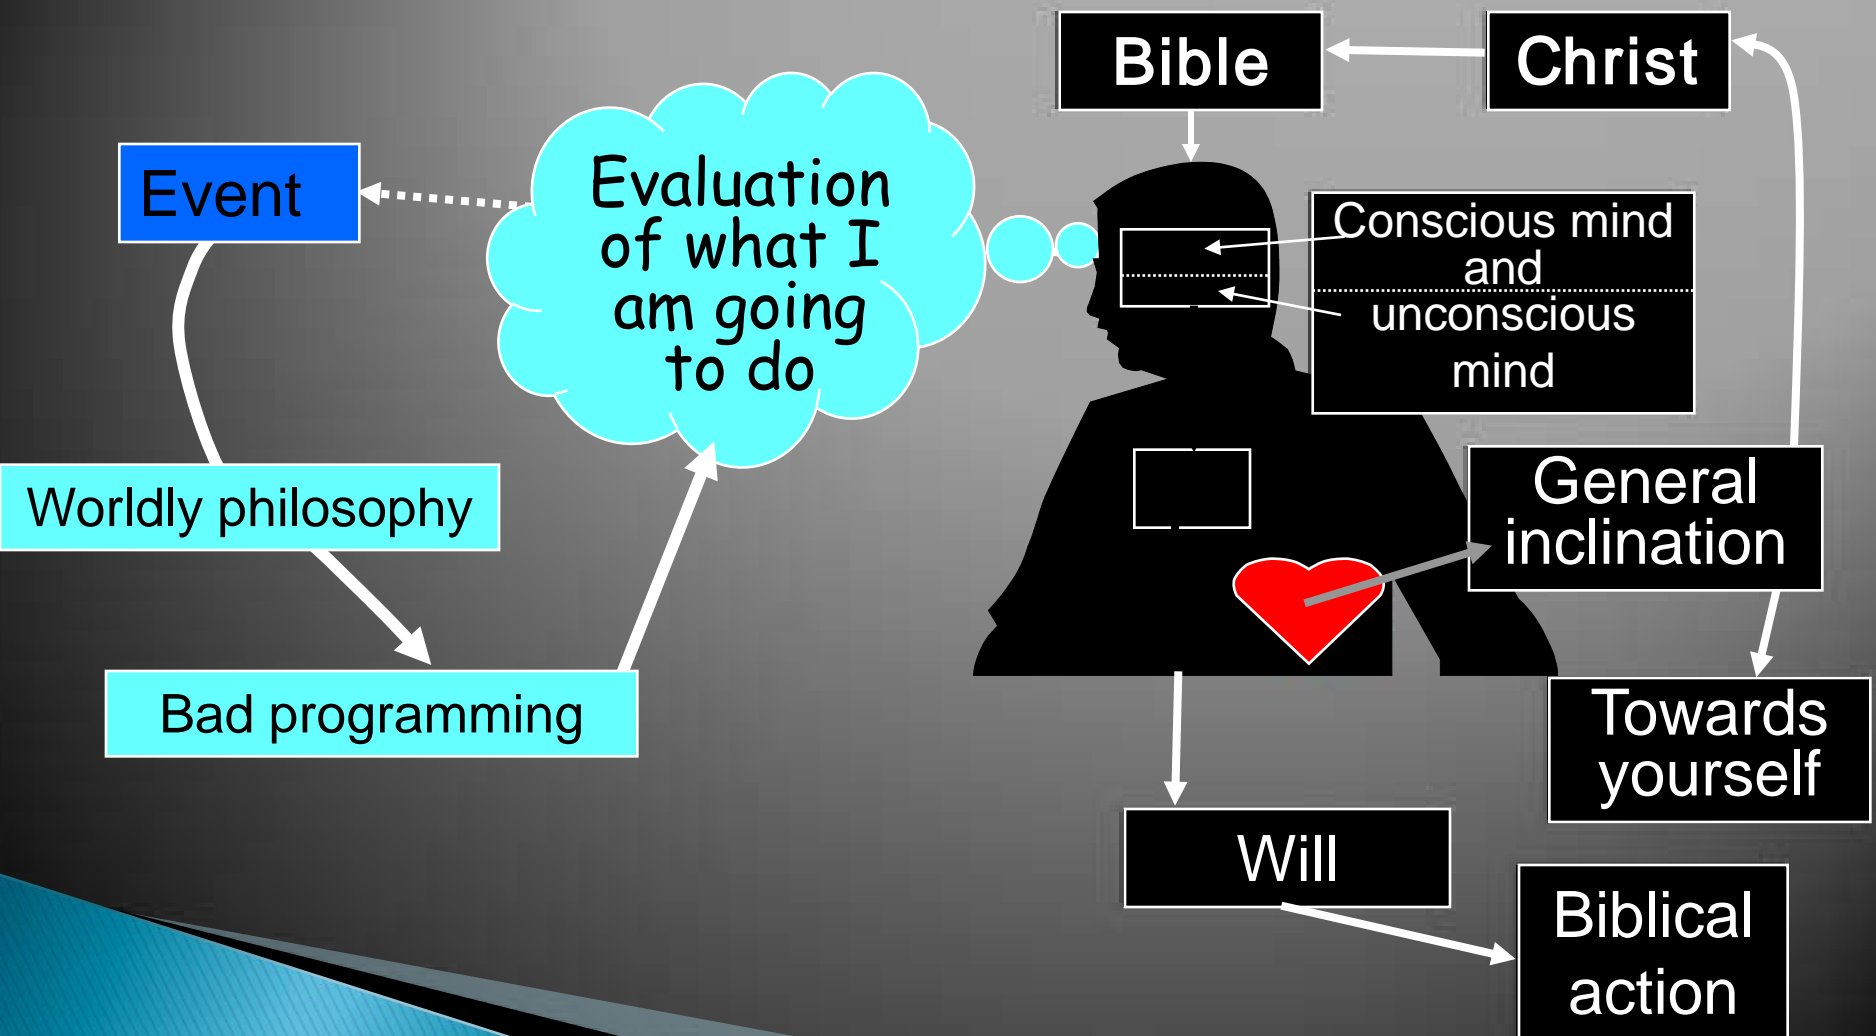 Bible
Christ
Event
Evaluation
of what I
am going
to do
Conscious mind
and
unconscious
mind
Worldly philosophy
General
inclination
Bad programming
Towards
yourself
Will
Biblical
action